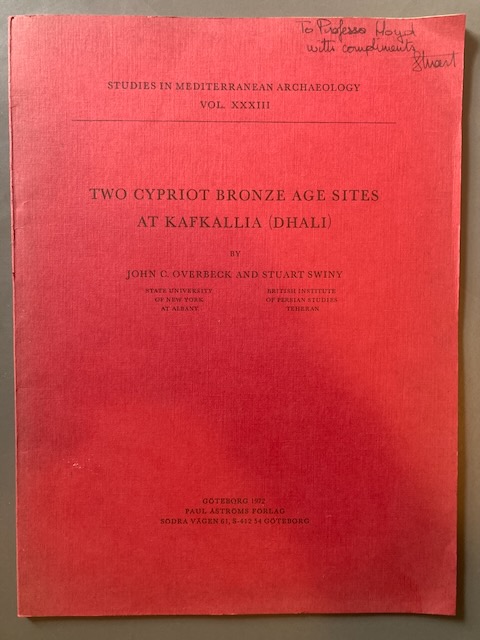 To Professo Lloyd
with compliments
Stuart
STUDIES IN MEDITERRANEAN ARCHAEOLOGY
VOL. XXXIII
TWO CYPRIOT BRONZE AGE SITES
AT KAFKALLIA (DHALI)
BY
JOHN C. OVERBECK AND STUART SWINY
STATE UNIVERSITY BRITISH INSTITUTE
OF NEW YORK OF PERSIAN STUDIES
AT ALBANY TEHERAN
GÖTEBORG 1972
PAUL ÅSTRÖMS FÖRLAG
SÖDRA VÄGEN 61, S-412 54 GÖTEBORG